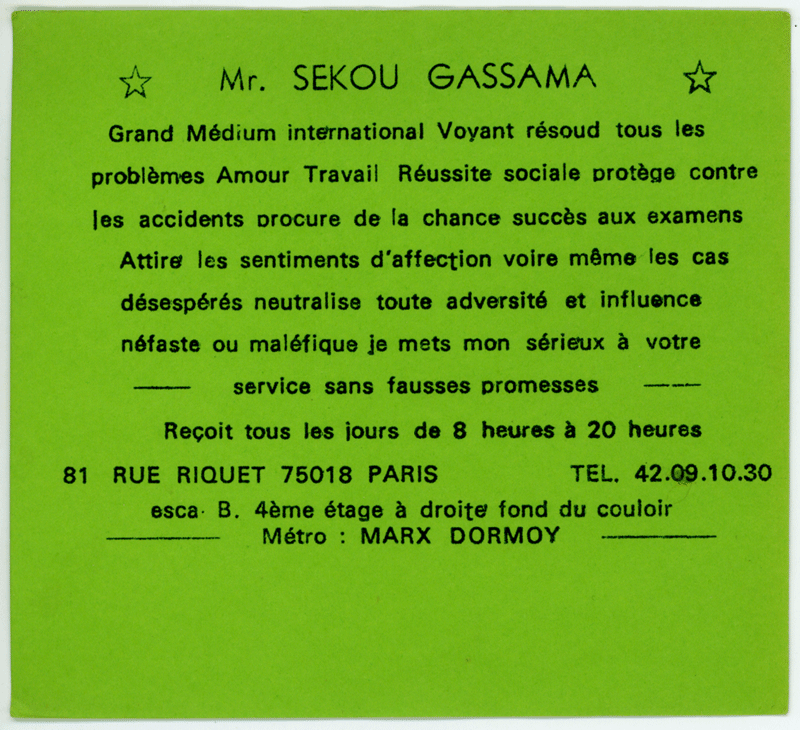 ☆ Mr. SEKOU GASSAMA ☆
Grand Médium international Voyant résoud tous les
problèmes Amour Travail Réussite sociale protège contre
les accidents procure de la chance succès aux examens
Attire les sentiments d'affection voire même les cas
désespérés neutralise toute adversité et influence
néfaste ou maléfique je mets mon sérieux à votre
service sans fausses promesses
Reçoit tous les jours de 8 heures à 20 heures
81 RUE RIQUET 75018 PARIS TEL. 42.09.10.30
esca. B. 4ème étage à droite fond du couloir
Métro : MARX DORMOY